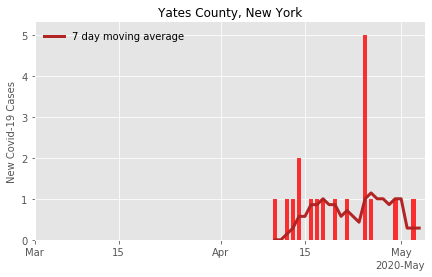 Yates County, New York
7 day moving average
New Covid-19 Cases
5
4
3
2
1
0
Mar
15
Apr
15
May
2020-May